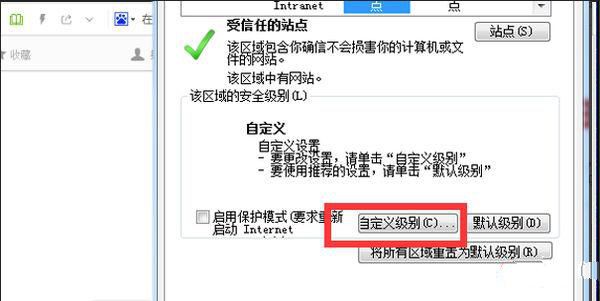 Intranet 点 点
在
收藏
受信任的站点
站点(S)
该区域包含你确信不会损害你的计算机或文
件的网站。
该区域中有网站。
该区域的安全级别(L)
自定义
自定义设置
- 要更改设置，请单击“自定义级别”
- 要使用推荐的设置，请单击“默认级别”
启用保护模式(要求重新
启动 Internet
自定义级别(C)...
默认级别(D)
将所有区域重置为默认级别(R)